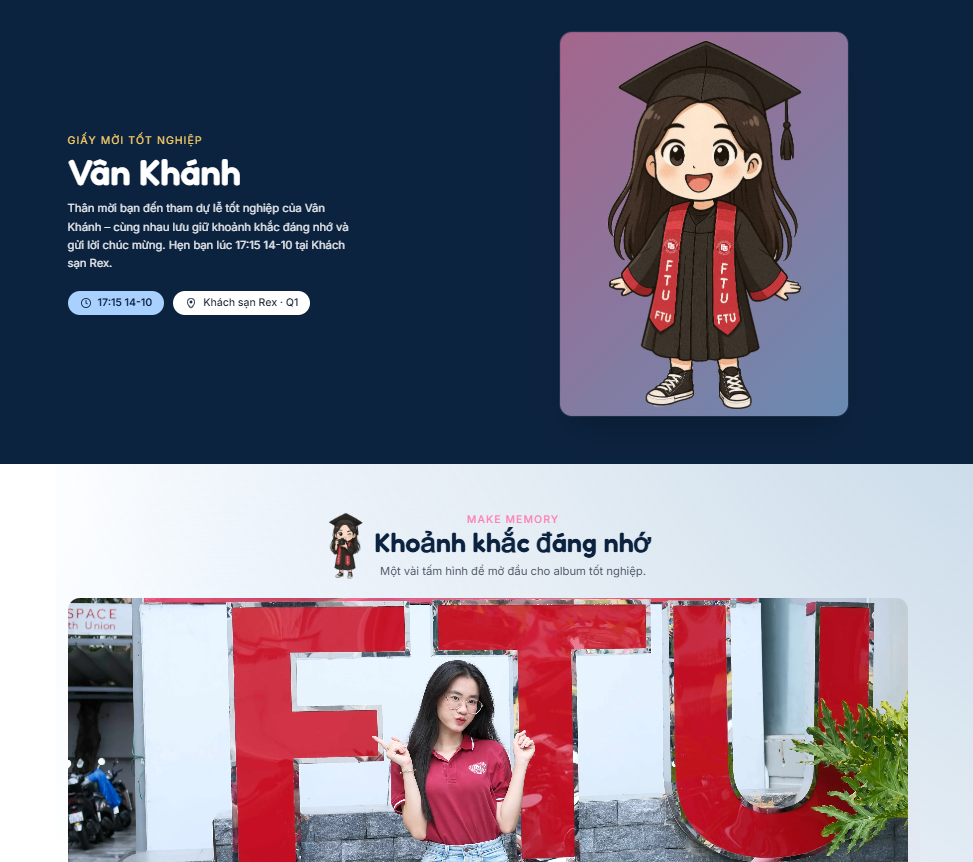 GIẤY MỜI TỐT NGHIỆP
Vân Khánh
Thân mời bạn đến tham dự lễ tốt nghiệp của Vân
Khánh – cùng nhau lưu giữ khoảnh khắc đáng nhớ và
gửi lời chúc mừng. Hẹn bạn lúc 17:15 14-10 tại Khách
sạn Rex.
17:15 14-10
Khách sạn Rex · Q1
F
T
U
FTU
F
T
U
FTU
MAKE MEMORY
Khoảnh khắc đáng nhớ
Một vài tấm hình để mở đầu cho album tốt nghiệp.
SPACE
th Union
FTU